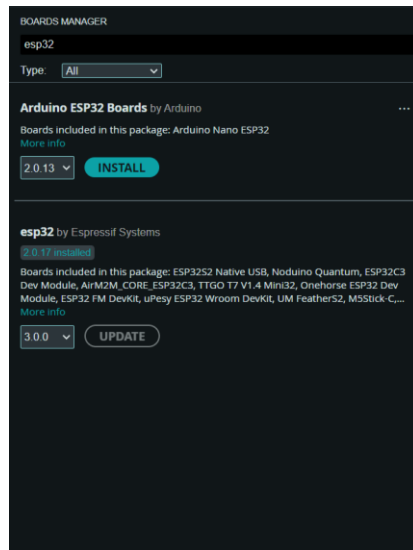 BOARDS MANAGER
esp32
Type: All
Arduino ESP32 Boards by Arduino
Boards included in this package: Arduino Nano ESP32
More info
2.0.13 INSTALL
esp32 by Espressif Systems
2.0.17 installed
Boards included in this package: ESP32S2 Native USB, Noduino Quantum, ESP32C3
Dev Module, AirM2M_CORE_ESP32C3, TTGO T7 V1.4 Mini32, Onehorse ESP32 Dev
Module, ESP32 FM DevKit, uPesy ESP32 Wroom DevKit, UM FeatherS2, M5Stick-C,...
More info
3.0.0 UPDATE